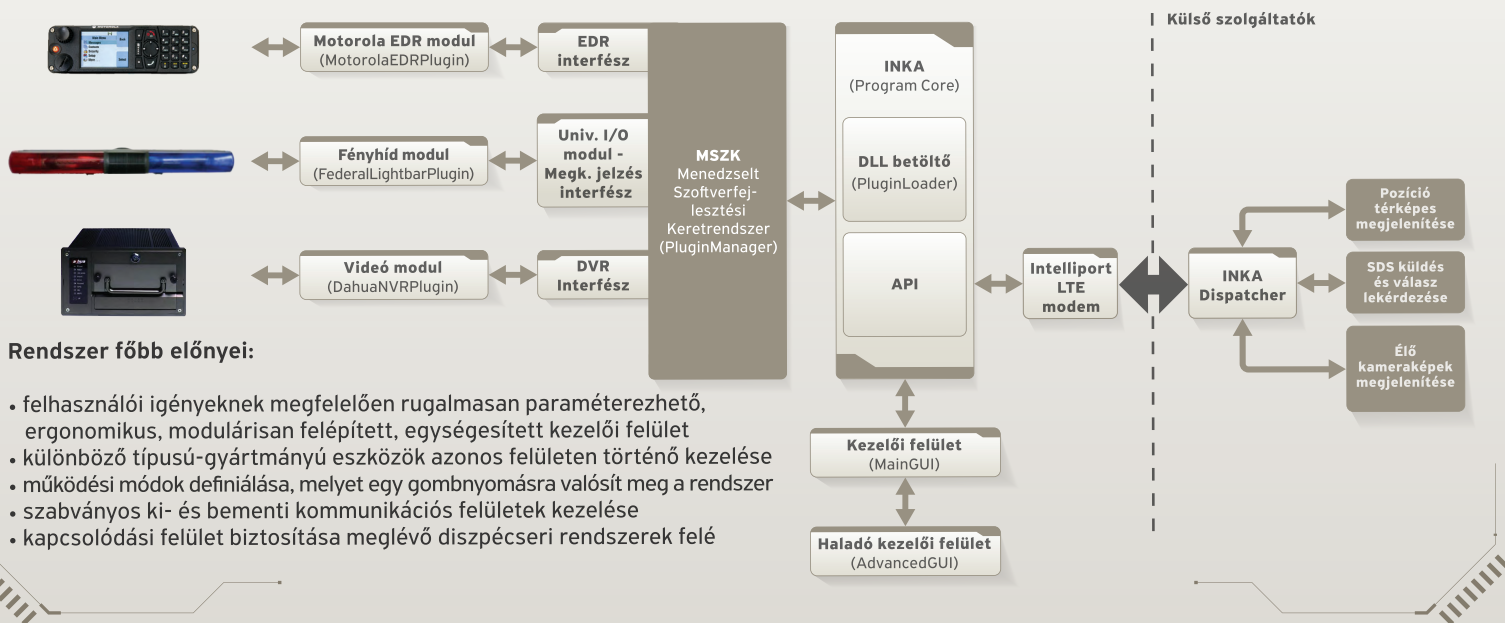 Külső szolgáltatók
Motorola EDR modul
(MotorolaEDRPlugin)
EDR
interfész
Fényhíd modul
(FederalLightbarPlugin)
Univ. I/O
modul -
Megk. jelzés
interfész
Videó modul
(DahuaNVRPlugin)
DVR
Interfész
MSZK
Menedzselt
Szoftverfej-
lesztési
Keretrendszer
(PluginManager)
INKA
(Program Core)
DLL betöltő
(PluginLoader)
API
Intelliport
LTE
modem
INKA
Dispatcher
Pozíció
térképes
megjelenítése
SDS küldés
és válasz
lekérdezése
Élő
kameraképek
megjelenítése
Kezelői felület
(MainGUI)
Haladó kezelői felület
(AdvancedGUI)
Rendszer főbb előnyei:
• felhasználói igényeknek megfelelően rugalmasan paraméterezhető,
ergonomikus, modulárisan felépített, egységesített kezelői felület
• különböző típusú-gyártmányú eszközök azonos felületen történő kezelése
• működési módok definiálása, melyet egy gombnyomásra valósít meg a rendszer
• szabványos ki- és bementi kommunikációs felületek kezelése
• kapcsolódási felület biztosítása meglévő diszpécseri rendszerek felé